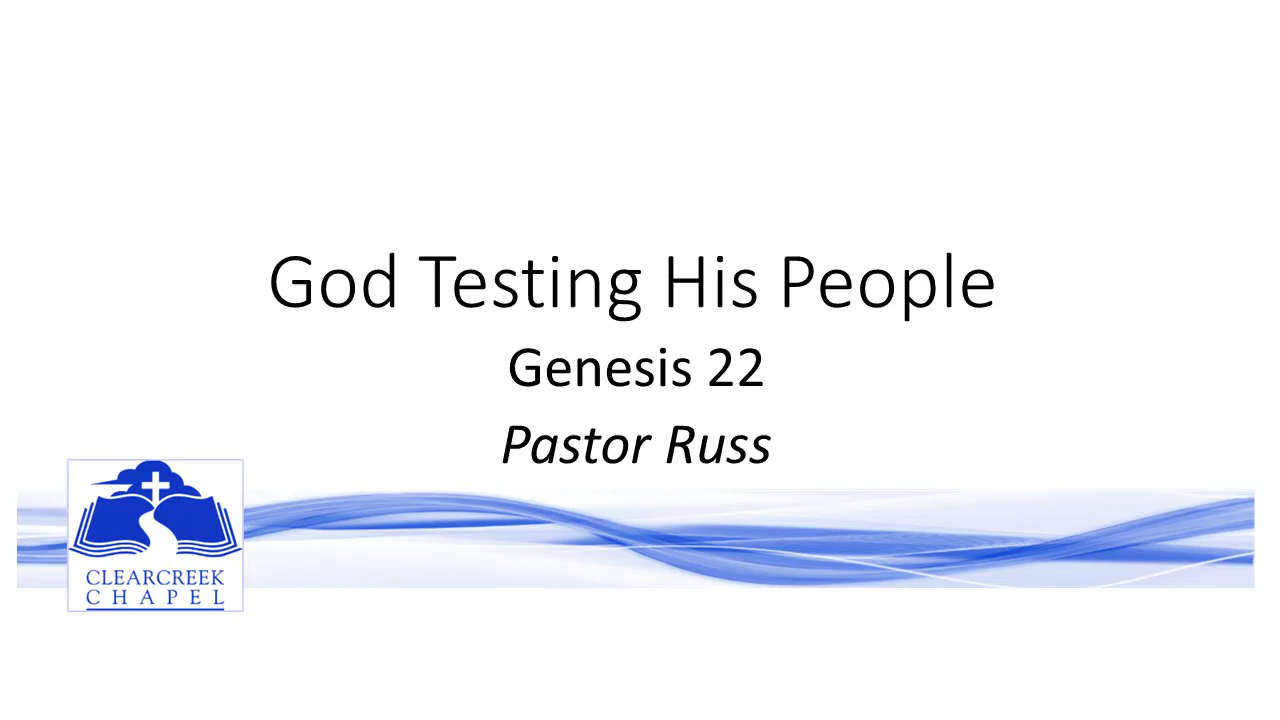 God Testing His People
Genesis 22
Pastor Russ
CLEARCREEK
CHAPEL